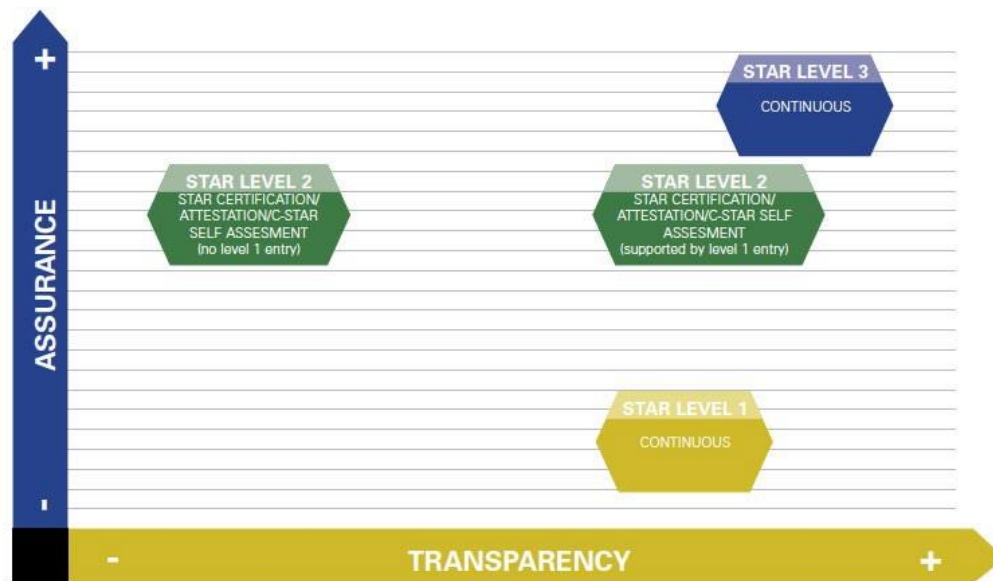 +
STAR LEVEL 3
CONTINUOUS
STAR LEVEL 2
STAR CERTIFICATION/
ATTESTATION/C-STAR
SELF ASSESMENT
(no level 1 entry)
STAR LEVEL 2
STAR CERTIFICATION/
ATTESTATION/C-STAR SELF
ASSESMENT
(supported by level 1 entry)
ASSURANCE
STAR LEVEL 1
CONTINUOUS
-
- TRANSPARENCY +